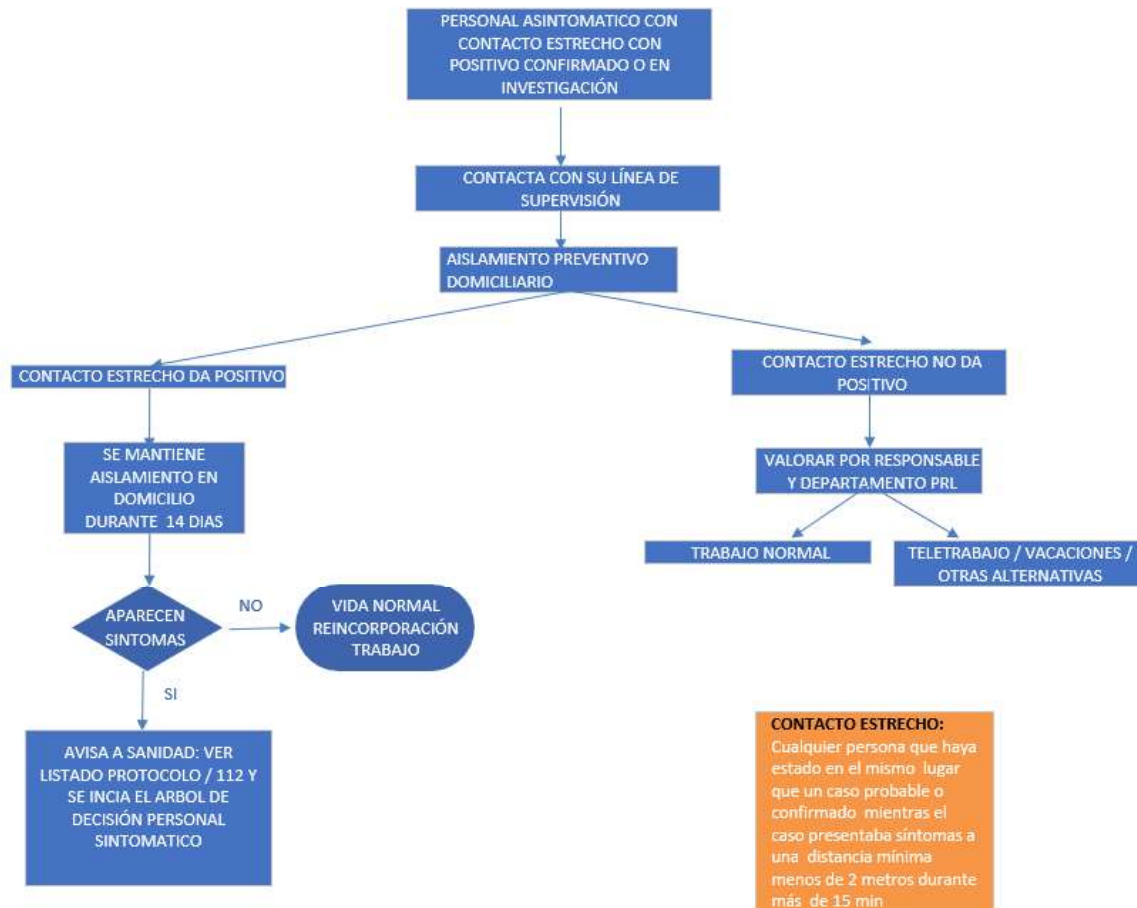 PERSONAL ASINTOMATICO CON
CONTACTO ESTRECHO CON
POSITIVO CONFIRMADO O EN
INVESTIGACIÓN
CONTACTA CON SU LÍNEA DE
SUPERVISIÓN
AISLAMIENTO PREVENTIVO
DOMICILIARIO
CONTACTO ESTRECHO DA POSITIVO
SE MANTIENE
AISLAMIENTO EN
DOMICILIO
DURANTE 14 DIAS
APARECEN
SINTOMAS
NO
VIDA NORMAL
REINCORPORACIÓN
TRABAJO
SI
AVISA A SANIDAD: VER
LISTADO PROTOCOLO / 112 Y
SE INCIA EL ARBOL DE
DECISIÓN PERSONAL
SINTOMATICO
CONTACTO ESTRECHO NO DA
POSITIVO
VALORAR POR RESPONSABLE
Y DEPARTAMENTO PRL
TRABAJO NORMAL
TELETRABAJO / VACACIONES /
OTRAS ALTERNATIVAS
CONTACTO ESTRECHO:
Cualquier persona que haya
estado en el mismo lugar
que un caso probable o
confirmado mientras el
caso presentaba síntomas a
una distancia mínima
menos de 2 metros durante
más de 15 min